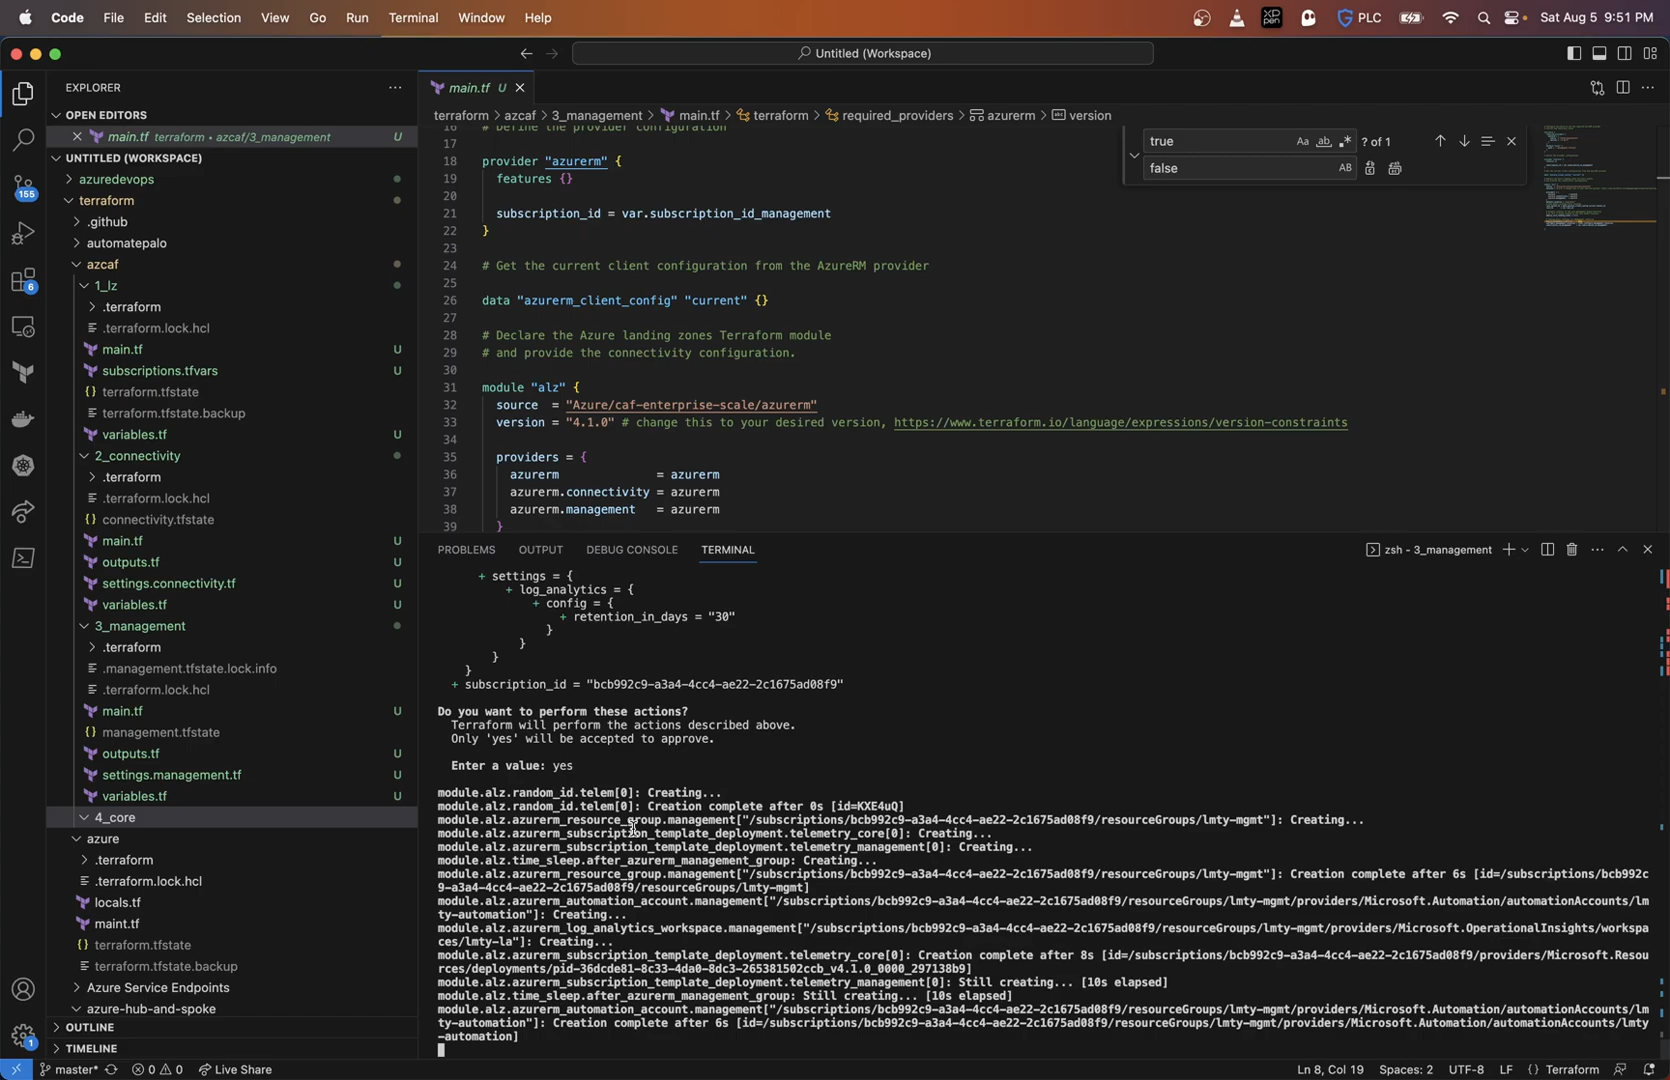 Code File Edit Selection View Go Run Terminal Window Help
PLC Sat Aug 5 9:51 PM
Untitled (Workspace)
EXPLORER
OPEN EDITORS
main.tf terraform • azcaf/3_management U
UNTITLED (WORKSPACE)
azuredevops
terraform
.github
automatepalo
azcaf
1_lz
.terraform
.terraform.lock.hcl
main.tf U
subscriptions.tfvars U
terraform.tfstate
terraform.tfstate.backup
variables.tf U
2_connectivity
.terraform
.terraform.lock.hcl
connectivity.tfstate
main.tf U
outputs.tf U
settings.connectivity.tf U
variables.tf U
3_management
.terraform
.management.tfstate.lock.info
.terraform.lock.hcl
main.tf U
management.tfstate
outputs.tf U
settings.management.tf U
variables.tf U
4_core
azure
.terraform
.terraform.lock.hcl
locals.tf
maint.tf
terraform.tfstate
terraform.tfstate.backup
Azure Service Endpoints
azure-hub-and-spoke
OUTLINE
TIMELINE
155
6
1
main.tf U
terraform > azcaf > 3_management > main.tf > terraform > required_providers > azurerm > version
true Aa ab ? of 1
false AB
16 # Define the provider configuration
17
18 provider "azurerm" {
19 features {}
20
21 subscription_id = var.subscription_id_management
22 }
23
24 # Get the current client configuration from the AzureRM provider
25
26 data "azurerm_client_config" "current" {}
27
28 # Declare the Azure landing zones Terraform module
29 # and provide the connectivity configuration.
30
31 module "alz" {
32 source = "Azure/caf-enterprise-scale/azurerm"
33 version = "4.1.0" # change this to your desired version, https://www.terraform.io/language/expressions/version-constraints
34
35 providers = {
36 azurerm = azurerm
37 azurerm.connectivity = azurerm
38 azurerm.management = azurerm
39 }
PROBLEMS OUTPUT DEBUG CONSOLE TERMINAL
zsh - 3_management
+ settings = {
+ log_analytics = {
+ config = {
+ retention_in_days = "30"
}
}
}
}
+ subscription_id = "bcb992c9-a3a4-4cc4-ae22-2c1675ad08f9"
Do you want to perform these actions?
Terraform will perform the actions described above.
Only 'yes' will be accepted to approve.
Enter a value: yes
module.alz.random_id.telem[0]: Creating...
module.alz.random_id.telem[0]: Creation complete after 0s [id=KXE4uQ]
module.alz.azurerm_resource_group.management["/subscriptions/bcb992c9-a3a4-4cc4-ae22-2c1675ad08f9/resourceGroups/lmty-mgmt"]: Creating...
module.alz.azurerm_subscription_template_deployment.telemetry_core[0]: Creating...
module.alz.azurerm_subscription_template_deployment.telemetry_management[0]: Creating...
module.alz.time_sleep.after_azurerm_management_group: Creating...
module.alz.azurerm_resource_group.management["/subscriptions/bcb992c9-a3a4-4cc4-ae22-2c1675ad08f9/resourceGroups/lmty-mgmt"]: Creation complete after 6s [id=/subscriptions/bcb992c
9-a3a4-4cc4-ae22-2c1675ad08f9/resourceGroups/lmty-mgmt]
module.alz.azurerm_automation_account.management["/subscriptions/bcb992c9-a3a4-4cc4-ae22-2c1675ad08f9/resourceGroups/lmty-mgmt/providers/Microsoft.Automation/automationAccounts/lm
ty-automation"]: Creating...
module.alz.azurerm_log_analytics_workspace.management["/subscriptions/bcb992c9-a3a4-4cc4-ae22-2c1675ad08f9/resourceGroups/lmty-mgmt/providers/Microsoft.OperationalInsights/workspa
ces/lmty-la"]: Creating...
module.alz.azurerm_subscription_template_deployment.telemetry_core[0]: Creation complete after 8s [id=/subscriptions/bcb992c9-a3a4-4cc4-ae22-2c1675ad08f9/providers/Microsoft.Resou
rces/deployments/pid-36dcde81-8c33-4da0-8dc3-265381502ccb_v4.1.0_0000_297138b9]
module.alz.azurerm_subscription_template_deployment.telemetry_management[0]: Still creating... [10s elapsed]
module.alz.time_sleep.after_azurerm_management_group: Still creating... [10s elapsed]
module.alz.azurerm_automation_account.management["/subscriptions/bcb992c9-a3a4-4cc4-ae22-2c1675ad08f9/resourceGroups/lmty-mgmt/providers/Microsoft.Automation/automationAccounts/lm
ty-automation"]: Creation complete after 6s [id=/subscriptions/bcb992c9-a3a4-4cc4-ae22-2c1675ad08f9/resourceGroups/lmty-mgmt/providers/Microsoft.Automation/automationAccounts/lmty
-automation]
master* 0 0 Live Share
Ln 8, Col 19 Spaces: 2 UTF-8 LF {} Terraform